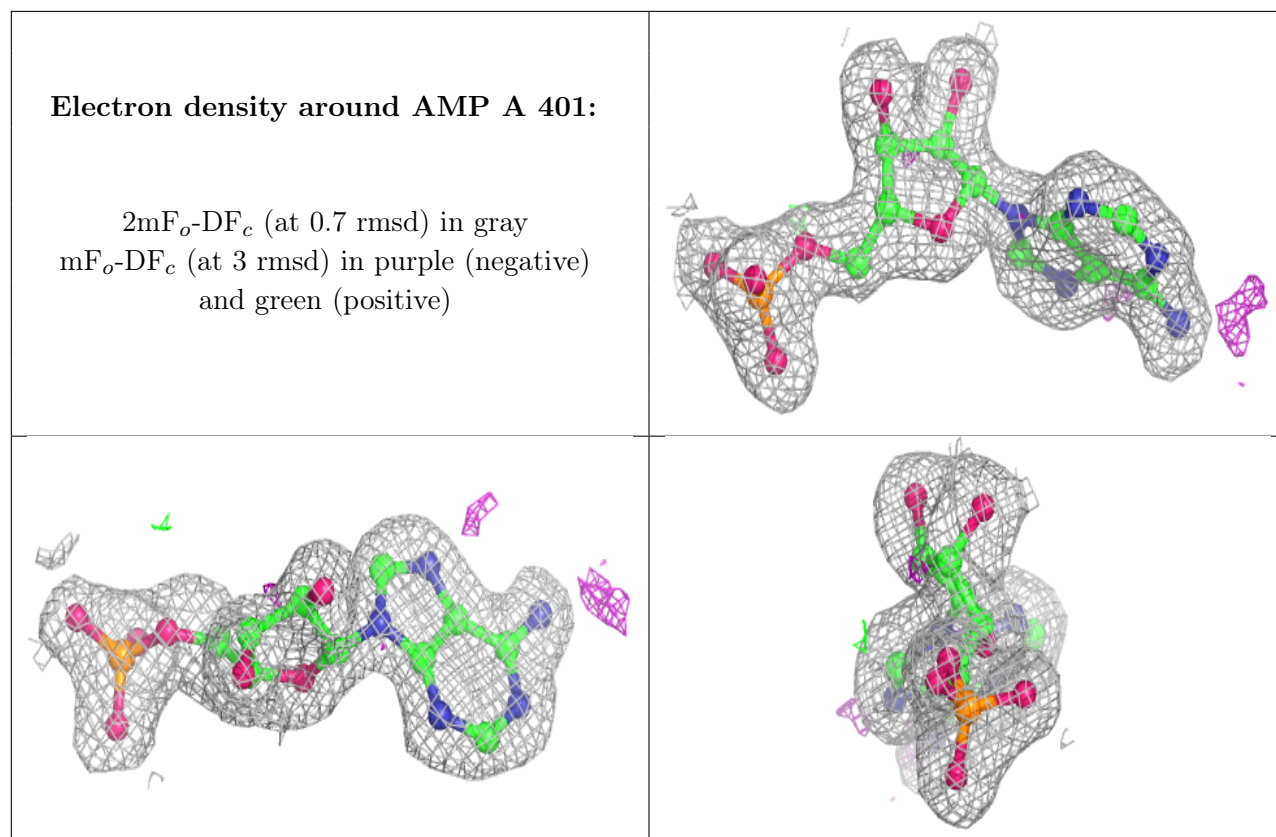 Electron density around AMP A 401:
2mFo-DFc (at 0.7 rmsd) in gray
mFo-DFc (at 3 rmsd) in purple (negative)
and green (positive)